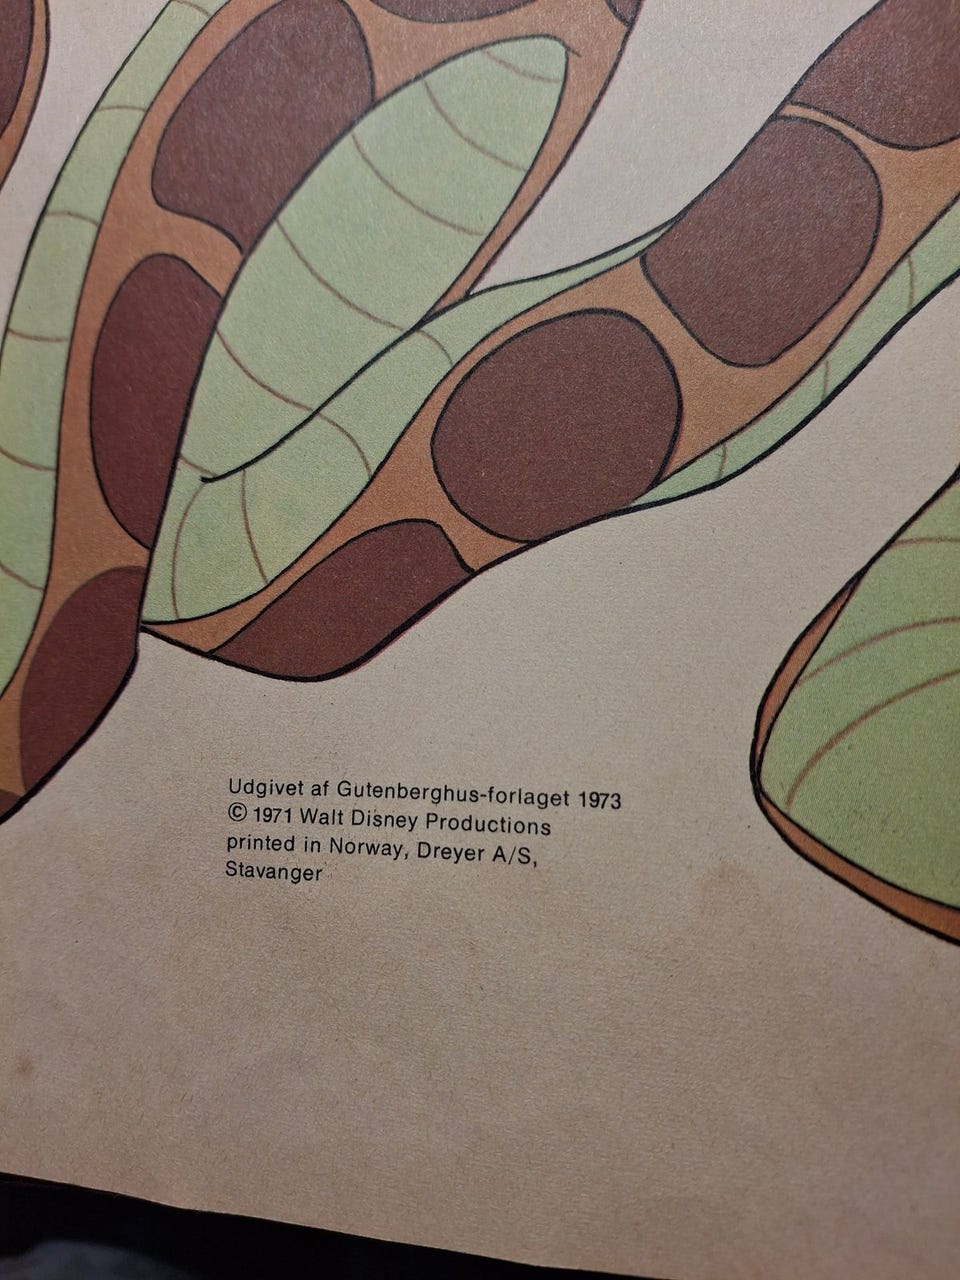 Udgivet af Gutenberghus-forlaget 1973
© 1971 Walt Disney Productions
printed in Norway, Dreyer A/S,
Stavanger